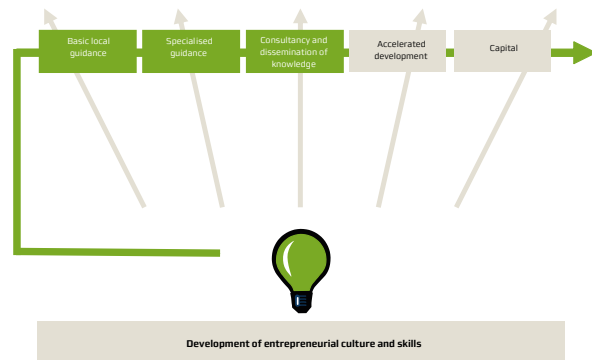 Basic local
guidance
Specialised
guidance
Consultancy and
dissemination of
knowledge
Accelerated
development
Capital
Development of entrepreneurial culture and skills